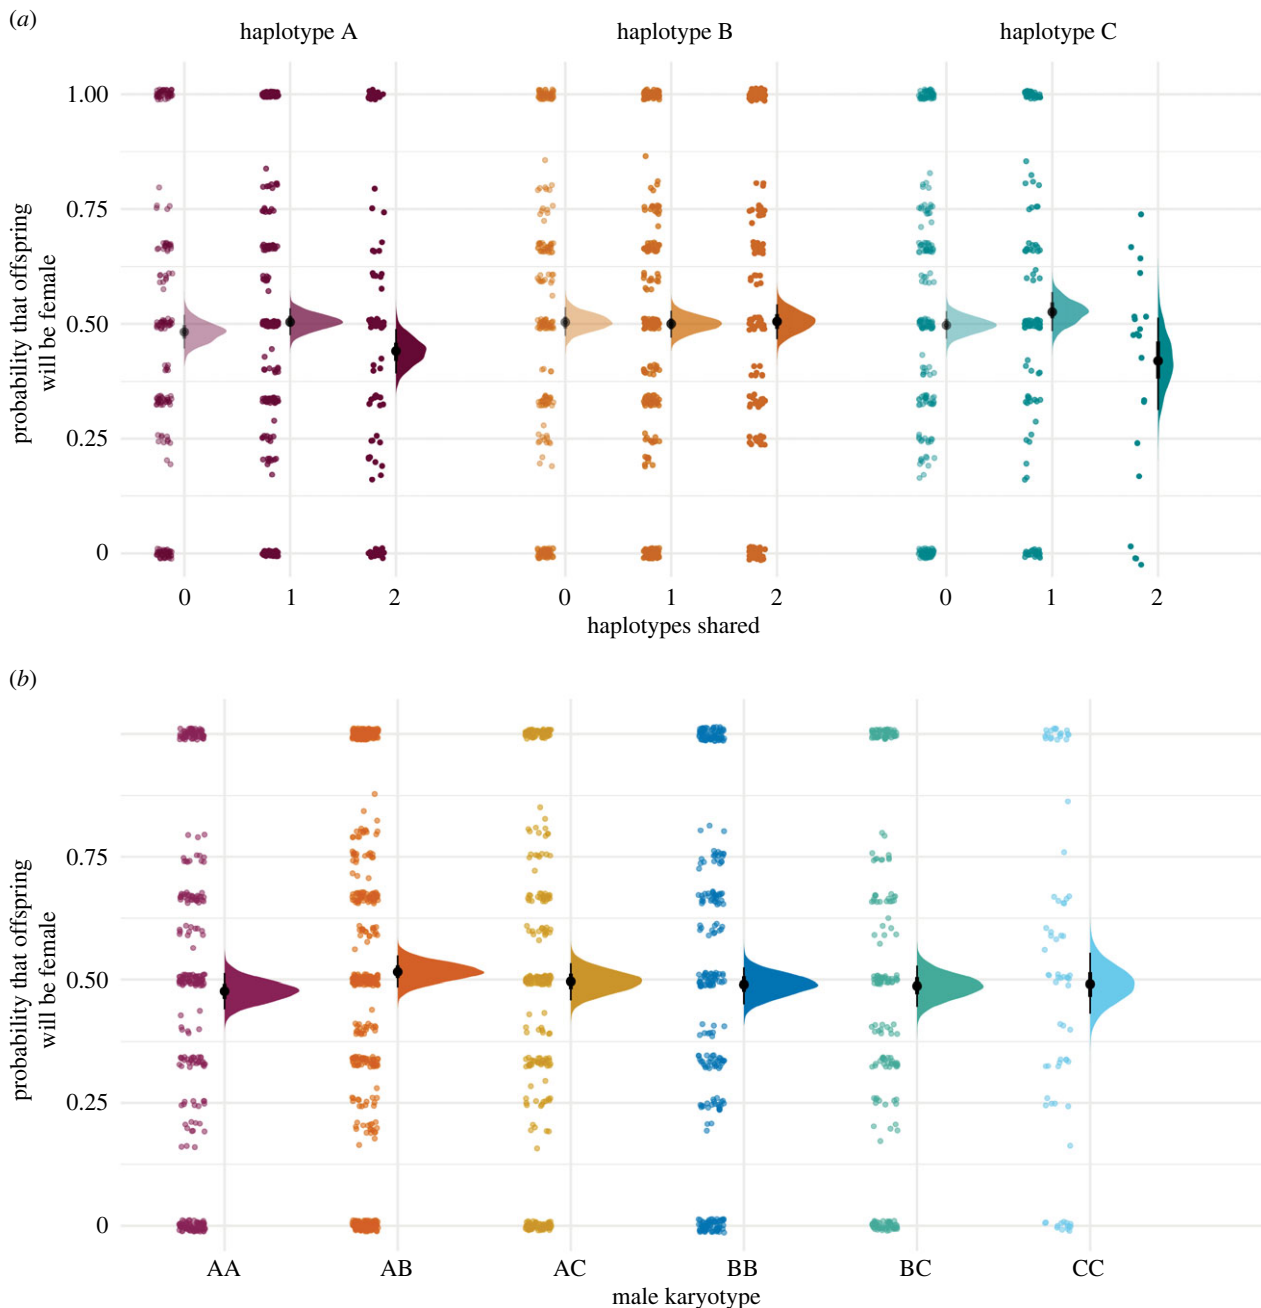 (a)
haplotype A haplotype B haplotype C
1.00
0.75
0.50
0.25
0
probability that offspring
will be female
0 1 2 0 1 2 0 1 2
haplotypes shared
(b)
0.75
0.50
0.25
0
probability that offspring
will be female
AA AB AC BB BC CC
male karyotype